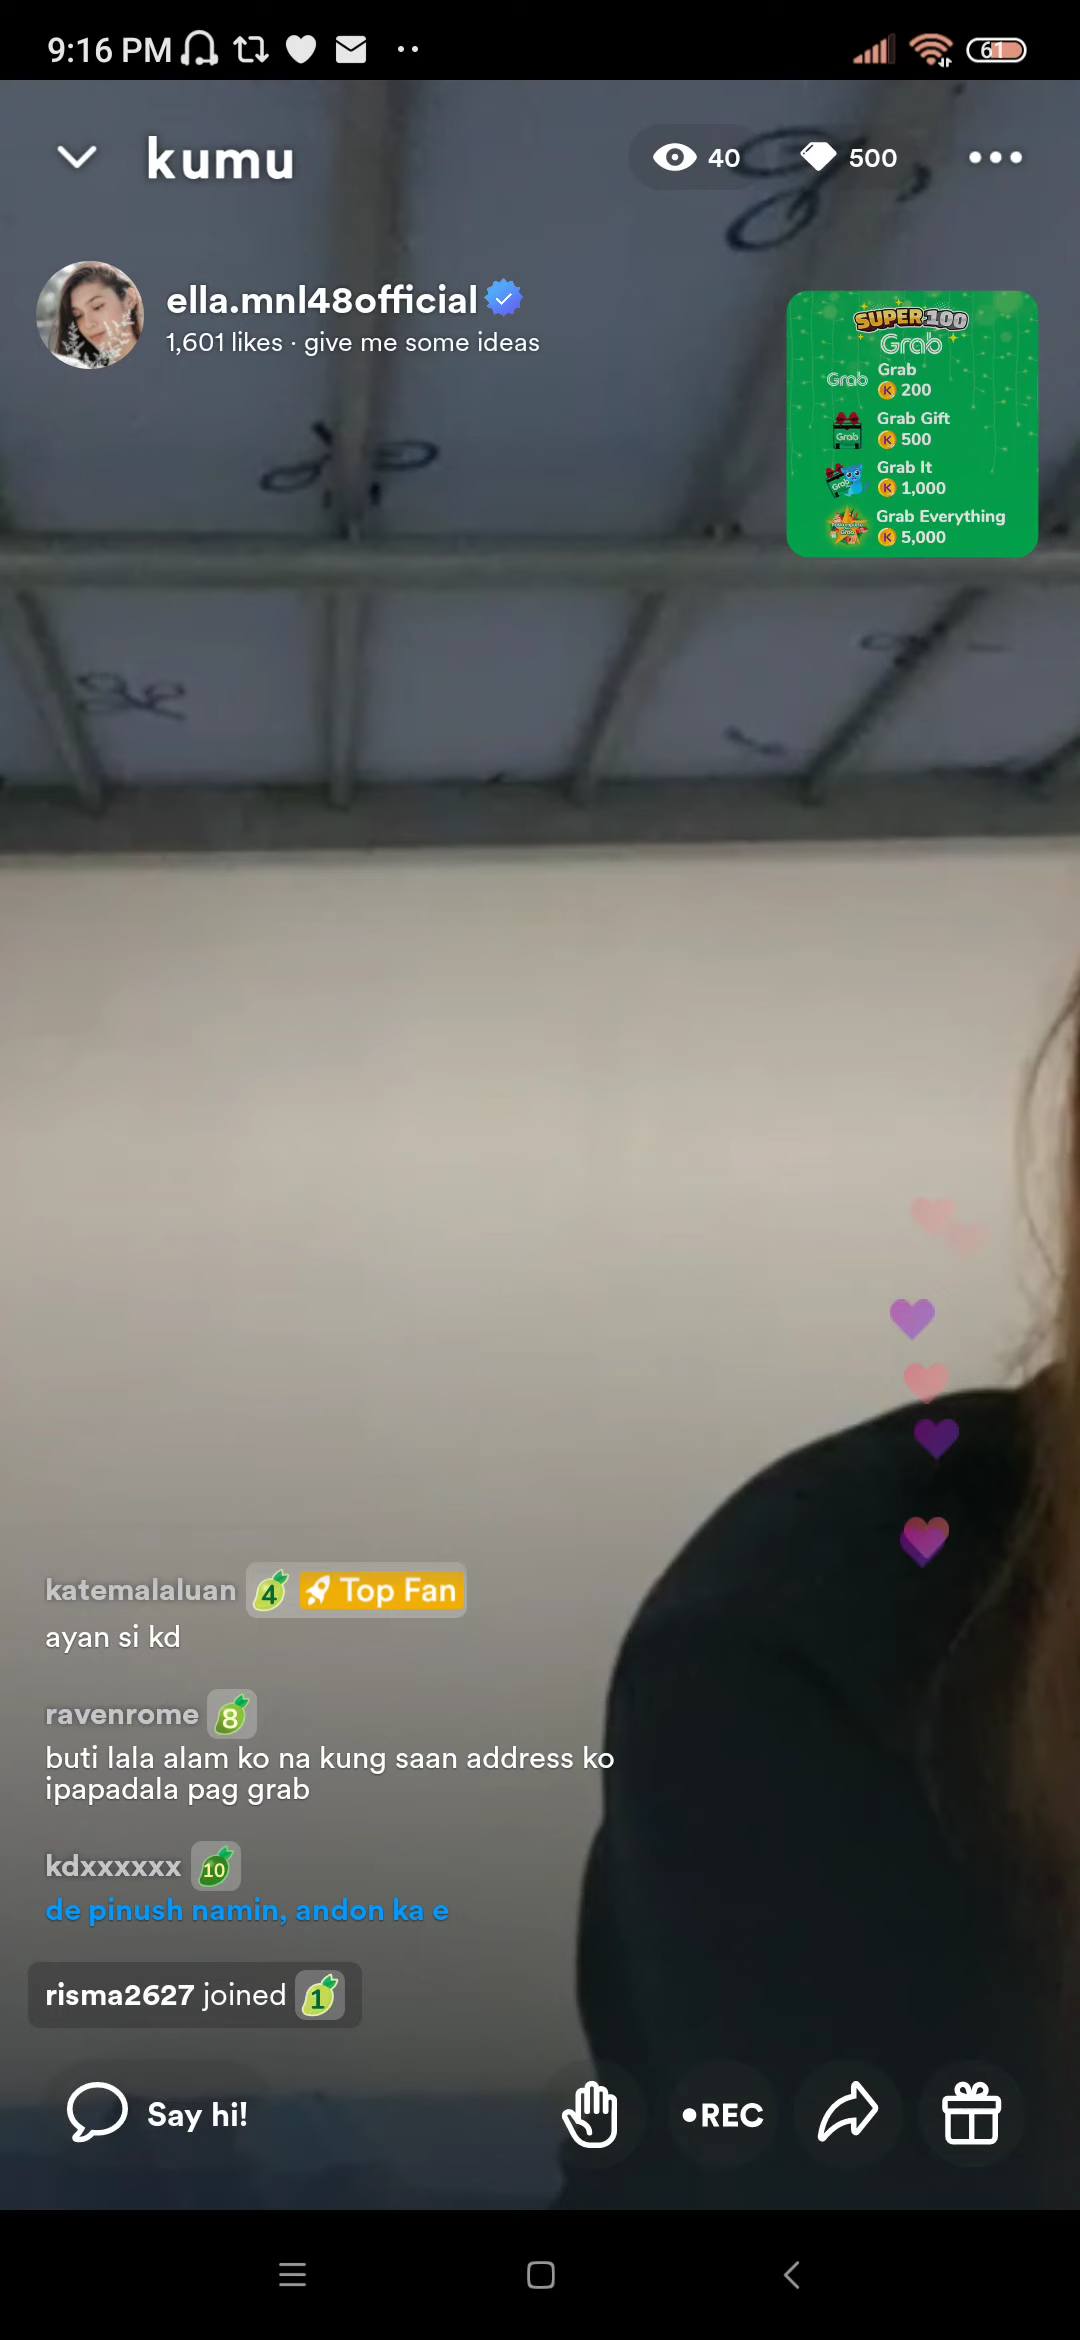 9:16 PM
61
kumu
40
500
ella.mnl48official
1,601 likes · give me some ideas
SUPER 100
Grab
Grab
Grab
200
Grab
Grab Gift
500
Grab
Grab It
1,000
Grab Everything
5,000
katemalaluan 4 Top Fan
ayan si kd
ravenrome 8
buti lala alam ko na kung saan address ko
ipapadala pag grab
kdxxxxxx 10
de pinush namin, andon ka e
risma2627 joined 1
Say hi!
•REC